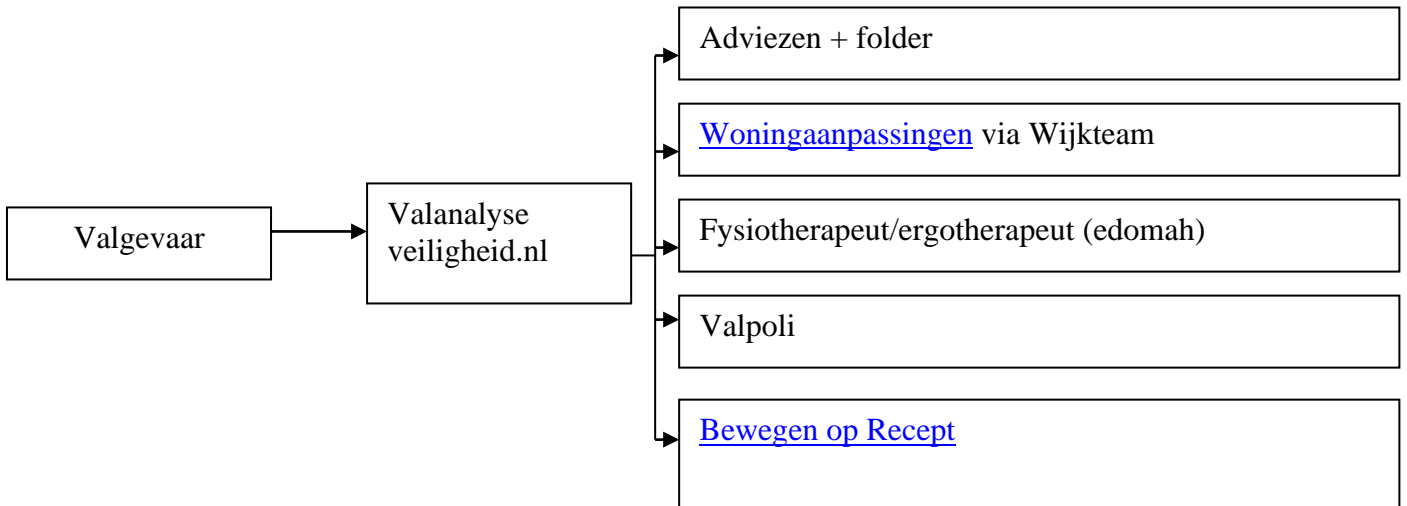 Valgevaar
Valanalyse
veiligheid.nl
Adviezen + folder
Woningaanpassingen via Wijkteam
Fysiotherapeut/ergotherapeut (edomah)
Valpoli
Bewegen op Recept